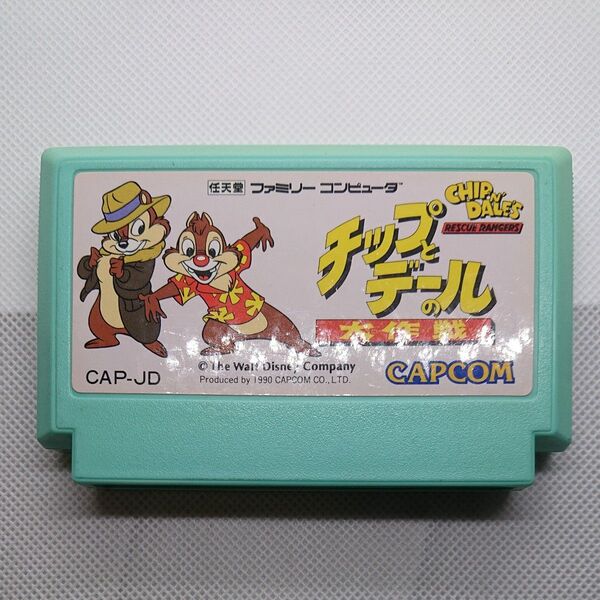 任天堂 ファミリーコンピュータ™
CHIP 'N DALE'S
RESCUE RANGERS
チップと
デールの
大作戦
© The Walt Disney Company
Produced by 1990 CAPCOM CO., LTD.
CAP-JD
CAPCOM